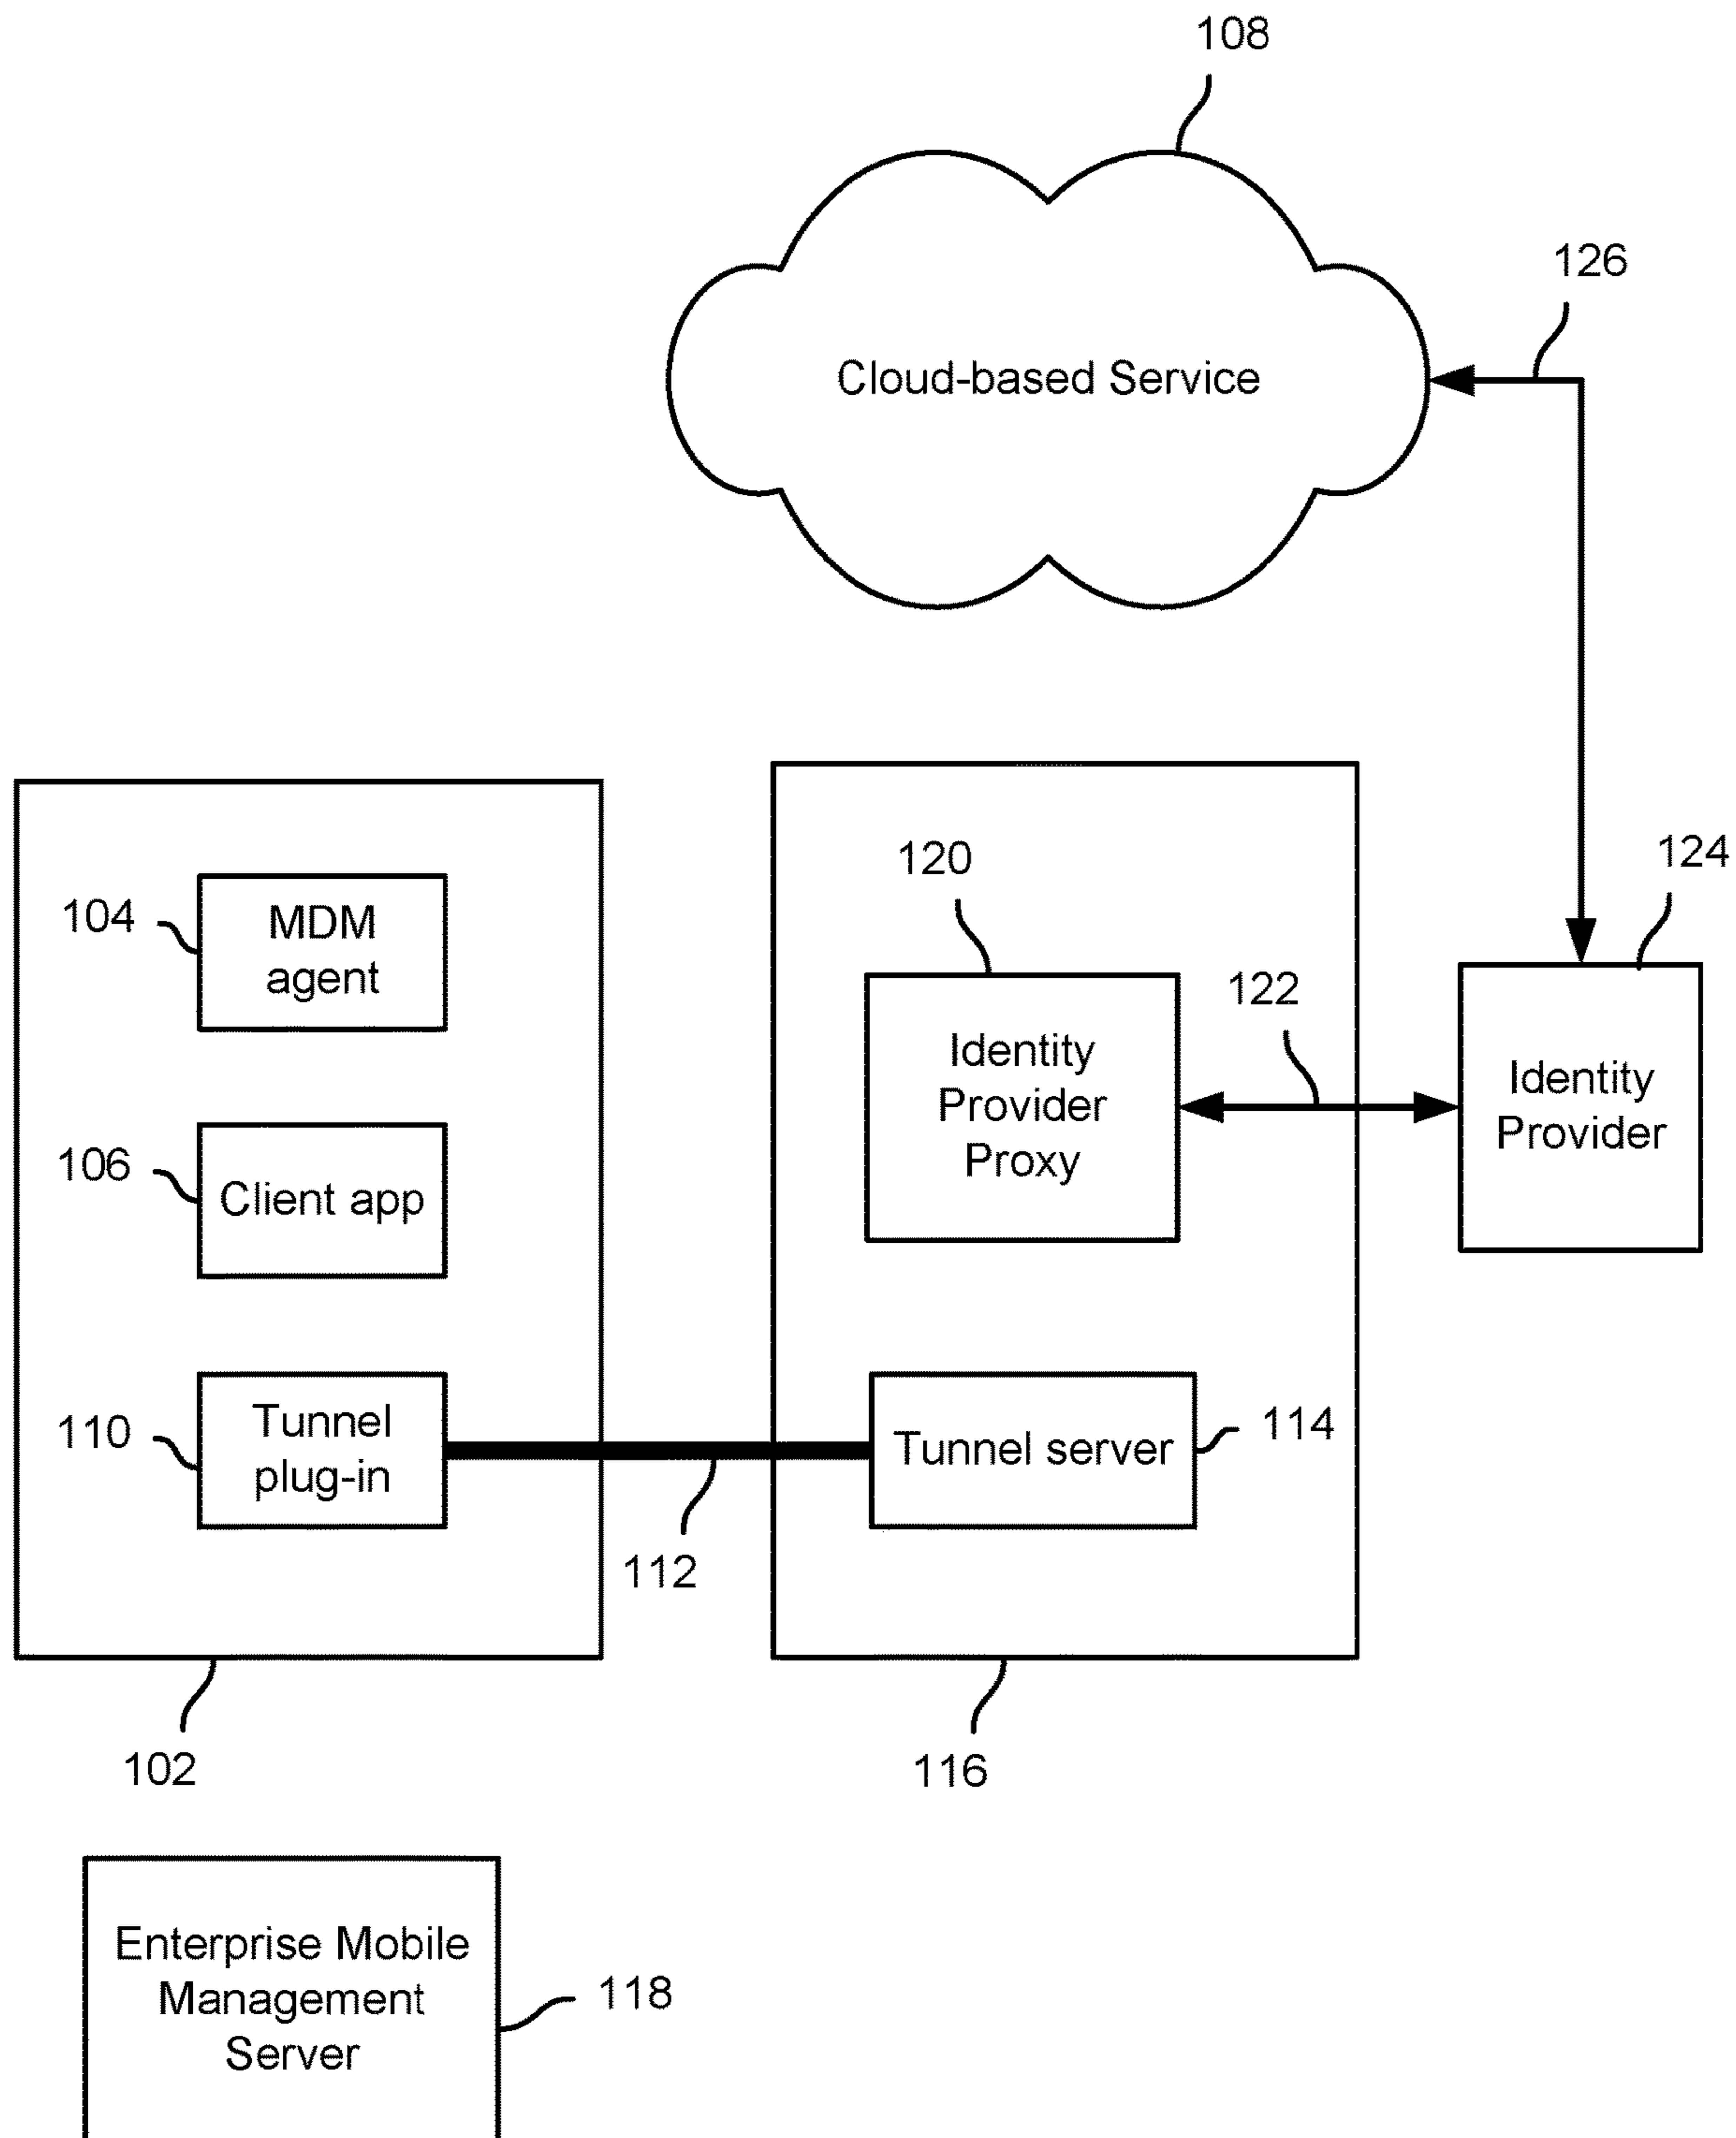 108
126
Cloud-based Service
120
124
104
MDM
agent
122
Identity
Provider
Proxy
Identity
Provider
106
Client app
110
Tunnel
plug-in
Tunnel server
114
112
102
116
Enterprise Mobile
Management
Server
118